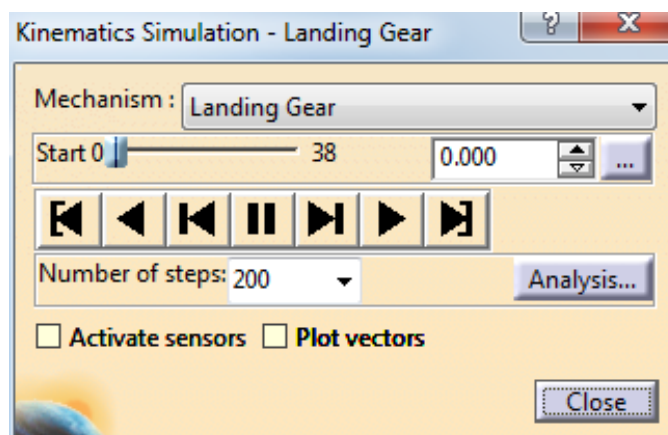 Kinematics Simulation - Landing Gear
?
Mechanism : Landing Gear
Start 0 38 0.000 ...
Number of steps: 200 Analysis...
Activate sensors Plot vectors
Close